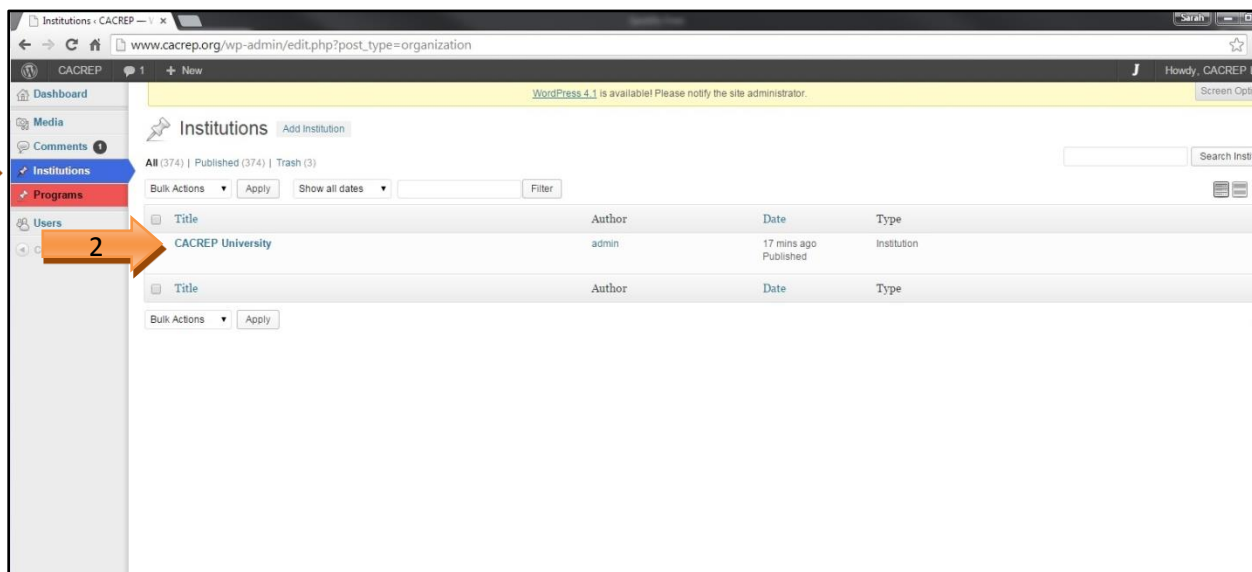 Institutions ‹ CACREP — V ×
Sarah
www.cacrep.org/wp-admin/edit.php?post_type=organization
CACREP 1 + New
Howdy, CACREP
Dashboard
WordPress 4.1 is available! Please notify the site administrator.
Screen Opti
Media
Institutions Add Institution
Comments 1
All (374) | Published (374) | Trash (3)
Search Insti
Institutions
Bulk Actions Apply Show all dates Filter
Programs
Title Author Date Type
Users
CACREP University admin 17 mins ago Institution
Published
C
2
Title Author Date Type
Bulk Actions Apply